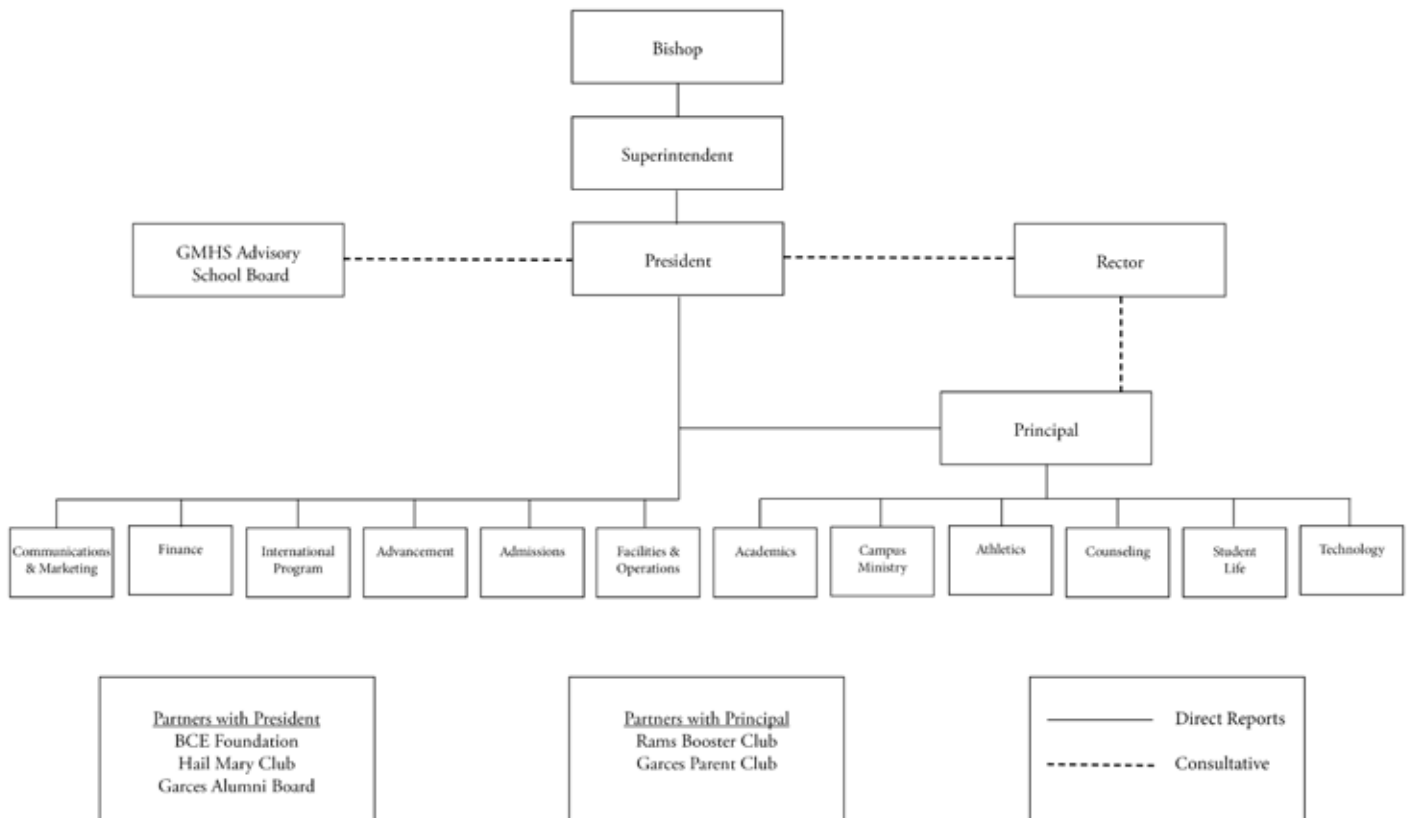 Bishop
Superintendent
GMHS Advisory
School Board
President
Rector
Principal
Communications
& Marketing
Finance
International
Program
Advancement
Admissions
Facilities &
Operations
Academics
Campus
Ministry
Athletics
Counseling
Student
Life
Technology
Partners with President
BCE Foundation
Hail Mary Club
Garces Alumni Board
Partners with Principal
Rams Booster Club
Garces Parent Club
Direct Reports
Consultative